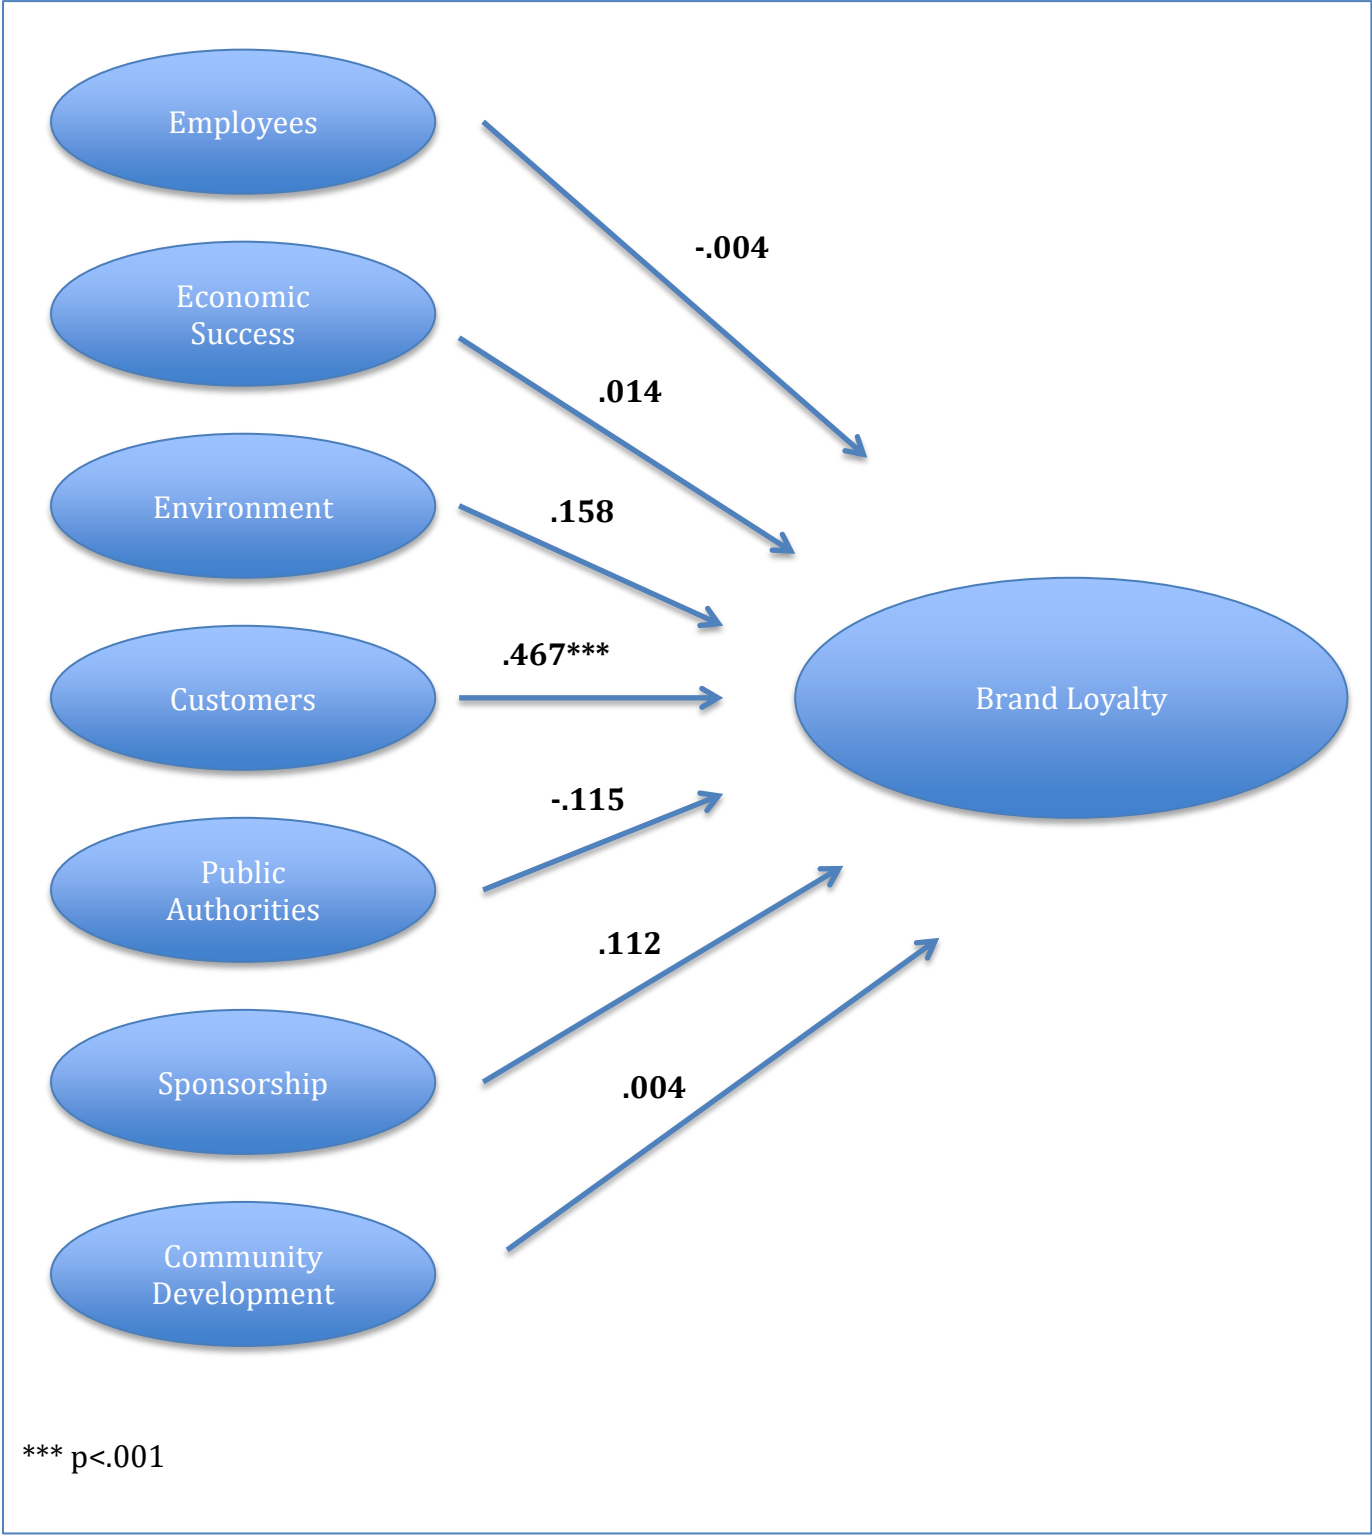 Employees
-.004
Economic
Success
.014
Environment
.158
Customers
.467***
Brand Loyalty
Public
Authorities
-.115
Sponsorship
.112
Community
Development
.004
*** p<.001